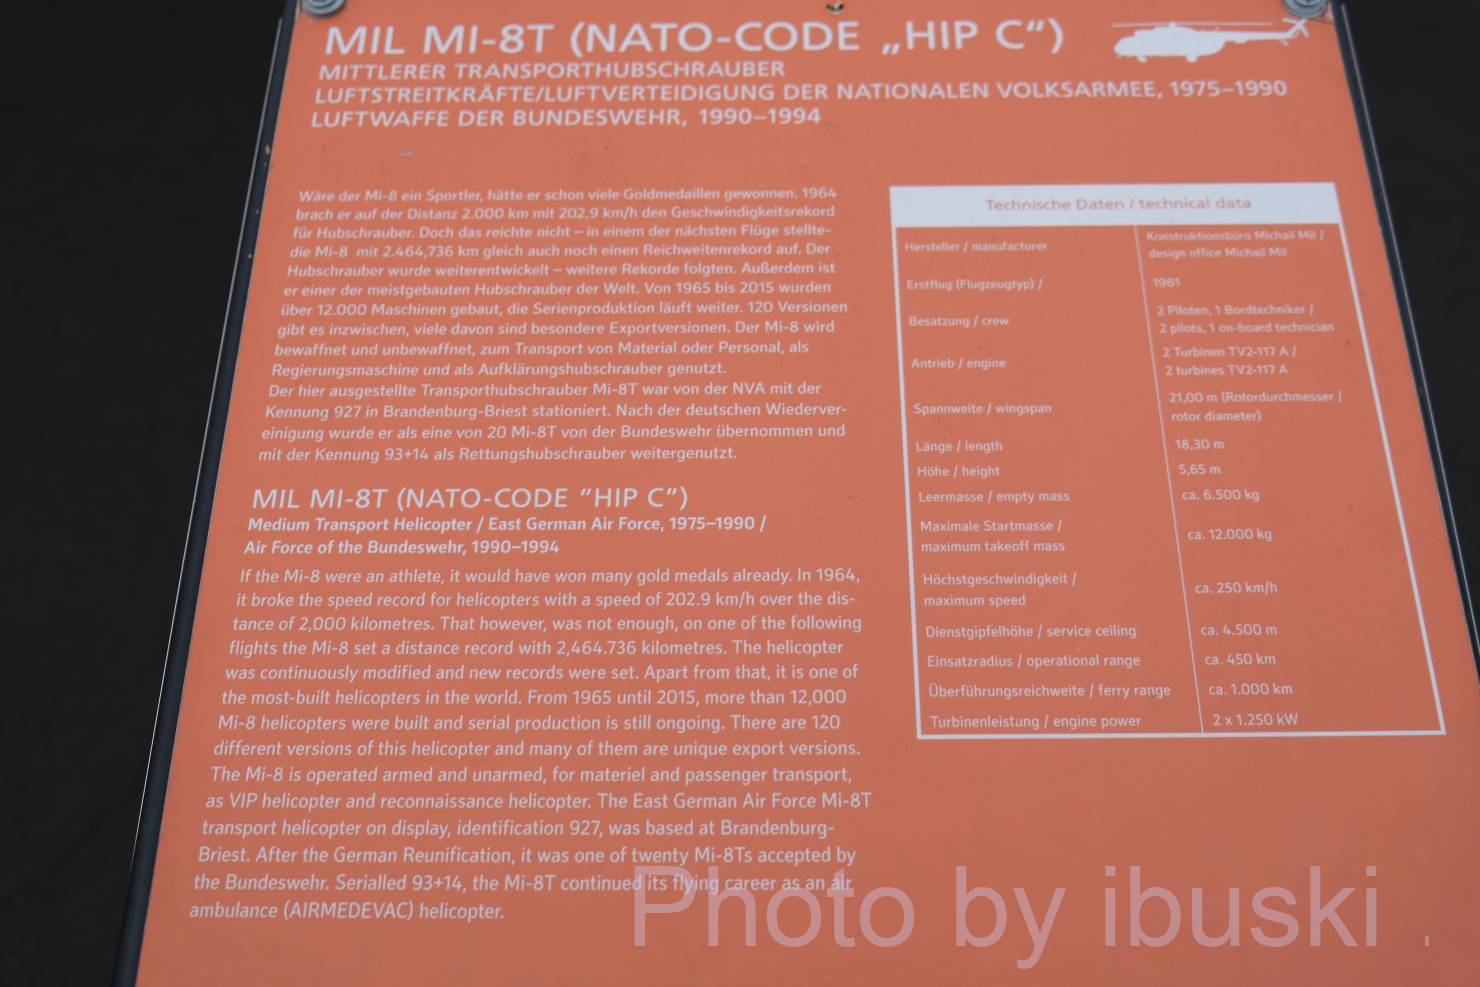 MIL MI-8T (NATO-CODE „HIP C“)
MITTLERER TRANSPORTHUBSCHRAUBER
LUFTSTREITKRÄFTE/LUFTVERTEIDIGUNG DER NATIONALEN VOLKSARMEE, 1975–1990
LUFTWAFFE DER BUNDESWEHR, 1990–1994
Wäre der Mi-8 ein Sportler, hätte er schon viele Goldmedaillen gewonnen. 1964
brach er auf der Distanz 2.000 km mit 202,9 km/h den Geschwindigkeitsrekord
für Hubschrauber. Doch das reichte nicht – in einem der nächsten Flüge stellte-
die Mi-8 mit 2.464,736 km gleich auch noch einen Reichweitenrekord auf. Der
Hubschrauber wurde weiterentwickelt – weitere Rekorde folgten. Außerdem ist
er einer der meistgebauten Hubschrauber der Welt. Von 1965 bis 2015 wurden
über 12.000 Maschinen gebaut, die Serienproduktion läuft weiter. 120 Versionen
gibt es inzwischen, viele davon sind besondere Exportversionen. Der Mi-8 wird
bewaffnet und unbewaffnet, zum Transport von Material oder Personal, als
Regierungsmaschine und als Aufklärungshubschrauber genutzt.
Der hier ausgestellte Transporthubschrauber Mi-8T war von der NVA mit der
Kennung 927 in Brandenburg-Briest stationiert. Nach der deutschen Wiederver-
einigung wurde er als eine von 20 Mi-8T von der Bundeswehr übernommen und
mit der Kennung 93+14 als Rettungshubschrauber weitergenutzt.
MIL MI-8T (NATO-CODE “HIP C”)
Medium Transport Helicopter / East German Air Force, 1975–1990 /
Air Force of the Bundeswehr, 1990–1994
If the Mi-8 were an athlete, it would have won many gold medals already. In 1964,
it broke the speed record for helicopters with a speed of 202.9 km/h over the dis-
tance of 2,000 kilometres. That however, was not enough, on one of the following
flights the Mi-8 set a distance record with 2,464.736 kilometres. The helicopter
was continuously modified and new records were set. Apart from that, it is one of
the most-built helicopters in the world. From 1965 until 2015, more than 12,000
Mi-8 helicopters were built and serial production is still ongoing. There are 120
different versions of this helicopter and many of them are unique export versions.
The Mi-8 is operated armed and unarmed, for materiel and passenger transport,
as VIP helicopter and reconnaissance helicopter. The East German Air Force Mi-8T
transport helicopter on display, identification 927, was based at Brandenburg-
Briest. After the German Reunification, it was one of twenty Mi-8Ts accepted by
the Bundeswehr. Serialled 93+14, the Mi-8T continued its flying career as an air
ambulance (AIRMEDEVAC) helicopter.
Technische Daten / technical data
Hersteller / manufacturer
Konstruktionsbüro Michail Mil /
design office Michail Mil
Erstflug (Flugzeugtyp) /
1961
Besatzung / crew
2 Piloten, 1 Bordtechniker /
2 pilots, 1 on-board technician
Antrieb / engine
2 Turbinen TV2-117 A /
2 turbines TV2-117 A
Spannweite / wingspan
21,00 m (Rotordurchmesser /
rotor diameter)
Länge / length
18,30 m
Höhe / height
5,65 m
Leermasse / empty mass
ca. 6.500 kg
Maximale Startmasse /
maximum takeoff mass
ca. 12.000 kg
Höchstgeschwindigkeit /
maximum speed
ca. 250 km/h
Dienstgipfelhöhe / service ceiling
ca. 4.500 m
Einsatzradius / operational range
ca. 450 km
Überführungsreichweite / ferry range
ca. 1.000 km
Turbinenleistung / engine power
2 x 1.250 kW
Photo by ibuski .